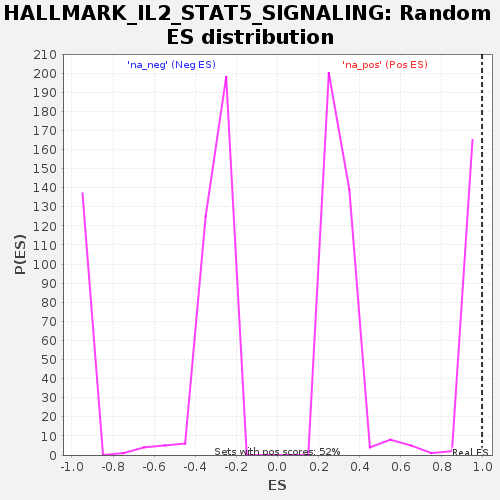 HALLMARK_IL2_STAT5_SIGNALING: Random
ES distribution
'na_neg' (Neg ES)
'na_pos' (Pos ES)
210
200
190
180
170
160
150
140
130
120
110
100
90
80
70
60
50
40
30
20
10
0
P(ES)
Sets with pos scores: 52%
Real ES
-1.0 -0.8 -0.6 -0.4 -0.2 0.0 0.2 0.4 0.6 0.8 1.0
ES